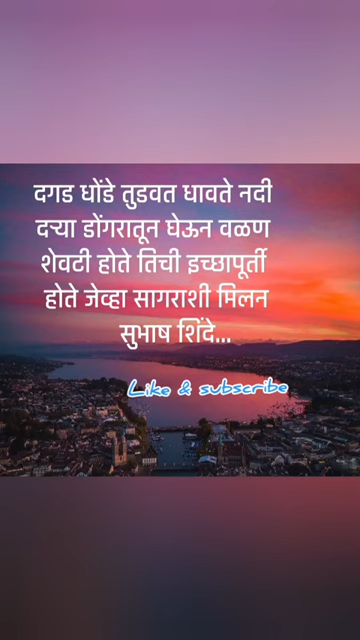 दगड धोंडे तुडवत धावते नदी
दऱ्या डोंगरातून घेऊन वळण
शेवटी होते तिची इच्छापूर्ती
होते जेव्हा सागराशी मिलन
सुभाष शिंदे...
Like & subscribe